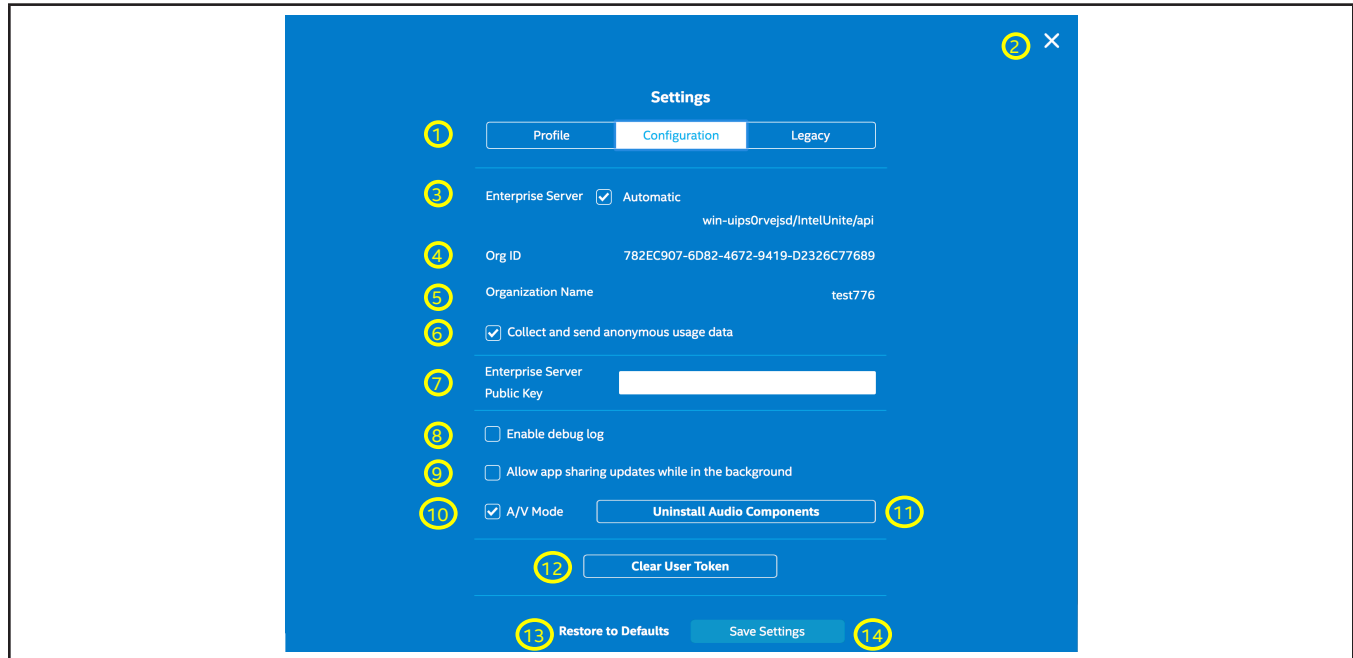 2
Settings
1 Profile Configuration Legacy
3 Enterprise Server Automatic
win-uips0rvejsd/IntelUnite/api
4 Org ID 782EC907-6D82-4672-9419-D2326C77689
5 Organization Name test776
6 Collect and send anonymous usage data
Enterprise Server
7
Public Key
8 Enable debug log
9 Allow app sharing updates while in the background
10 A/V Mode Uninstall Audio Components 11
12 Clear User Token
13 Restore to Defaults Save Settings 14